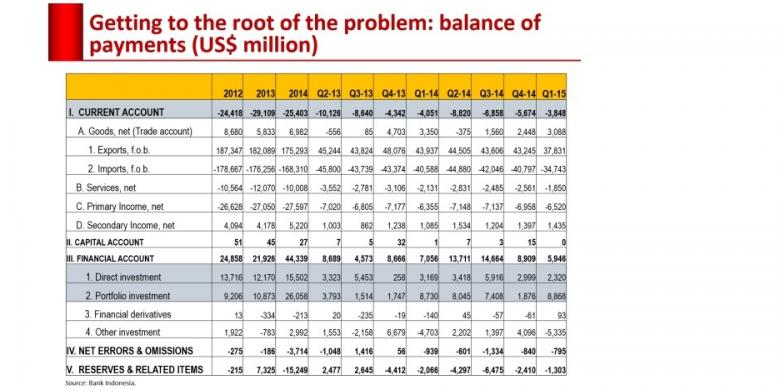 Getting to the root of the problem: balance of
payments (US$ million)
2012 2013 2014 Q2-13 Q3-13 Q4-13 Q1-14 Q2-14 Q3-14 Q4-14 Q1-15
I. CURRENT ACCOUNT -24,418 -29,109 -25,403 -10,126 -8,640 -4,342 -4,051 -8,820 -6,858 -5,674 -3,848
A. Goods, net (Trade account) 8,680 5,833 6,982 -556 85 4,703 3,350 -375 1,560 2,448 3,088
1. Exports, f.o.b. 187,347 182,089 175,293 45,244 43,824 48,076 43,937 44,505 43,606 43,245 37,831
2. Imports, f.o.b. -178,667 -176,256 -168,310 -45,800 -43,739 -43,374 -40,588 -44,880 -42,046 -40,797 -34,743
B. Services, net -10,564 -12,070 -10,008 -3,552 -2,781 -3,106 -2,131 -2,831 -2,485 -2,561 -1,850
C. Primary Income, net -26,628 -27,050 -27,597 -7,020 -6,805 -7,177 -6,355 -7,148 -7,137 -6,958 -6,520
D. Secondary Income, net 4,094 4,178 5,220 1,003 862 1,238 1,085 1,534 1,204 1,397 1,435
II. CAPITAL ACCOUNT 51 45 27 7 5 32 1 7 3 15 0
III. FINANCIAL ACCOUNT 24,858 21,926 44,339 8,689 4,573 8,666 7,056 13,711 14,664 8,909 5,946
1. Direct investment 13,716 12,170 15,502 3,323 5,453 258 3,169 3,418 5,916 2,999 2,320
2. Portfolio investment 9,206 10,873 26,058 3,793 1,514 1,747 8,730 8,045 7,408 1,876 8,868
3. Financial derivatives 13 -334 -213 20 -235 -19 -140 45 -57 -61 93
4. Other investment 1,922 -783 2,992 1,553 -2,158 6,679 -4,703 2,202 1,397 4,096 -5,335
IV. NET ERRORS & OMISSIONS -275 -186 -3,714 -1,048 1,416 56 -939 -601 -1,334 -840 -795
V. RESERVES & RELATED ITEMS -215 7,325 -15,249 2,477 2,645 -4,412 -2,066 -4,297 -6,475 -2,410 -1,303
Source: Bank Indonesia.